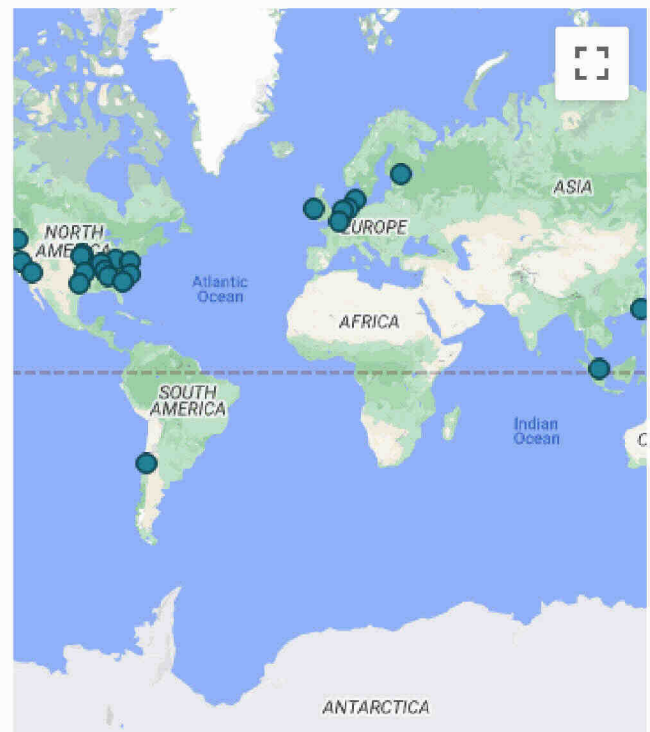 ASIA
NORTH
AMERICA
EUROPE
Atlantic
Ocean
AFRICA
SOUTH
AMERICA
Indian
Ocean
ANTARCTICA